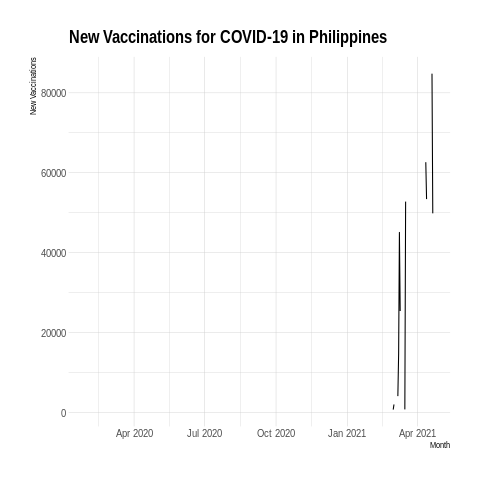 New Vaccinations for COVID-19 in Philippines
New Vaccinations
80000
60000
40000
20000
0
Apr 2020 Jul 2020 Oct 2020 Jan 2021 Apr 2021
Month